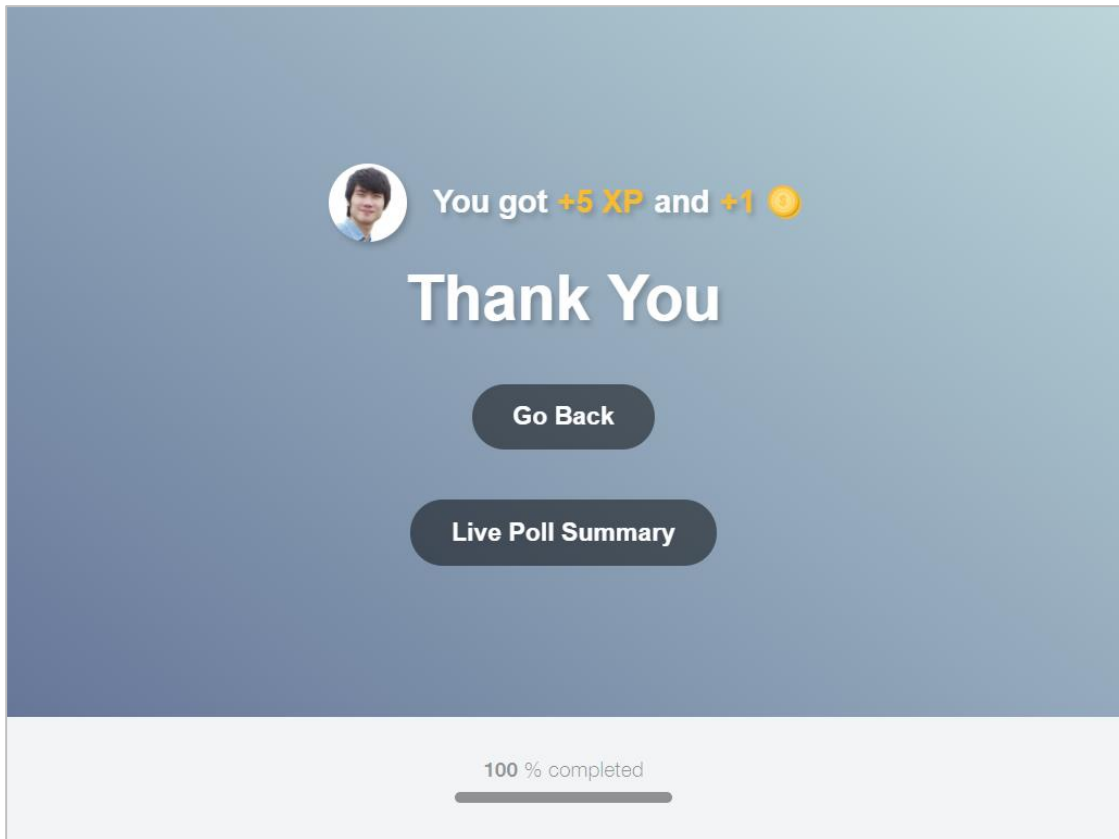 You got +5 XP and +1
Thank You
Go Back
Live Poll Summary
100 % completed